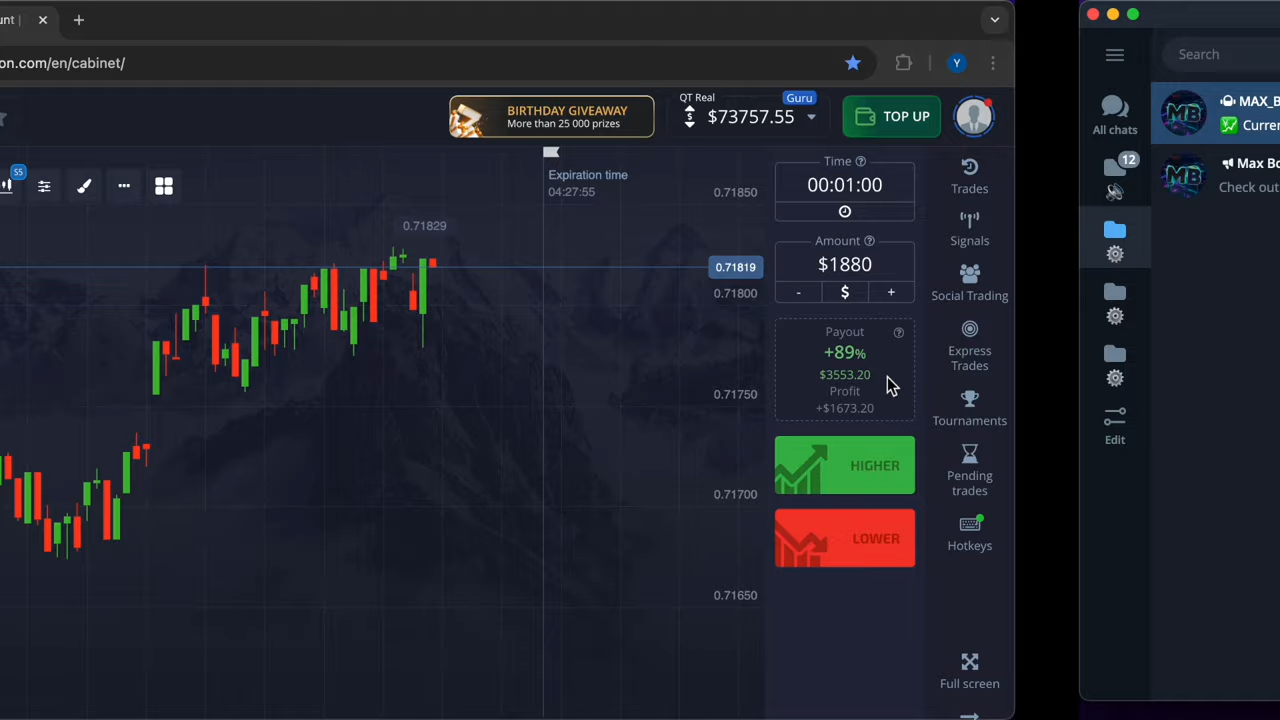 unt |
on.com/en/cabinet/
BIRTHDAY GIVEAWAY
More than 25 000 prizes
QT Real
Guru
$73757.55
TOP UP
55
Expiration time
04:27:55
0.71829
0.71850
0.71819
0.71800
0.71750
0.71700
0.71650
Time
00:01:00
Amount
$1880
-
$
+
Payout
+89%
$3553.20
Profit
+$1673.20
HIGHER
LOWER
Trades
Signals
Social Trading
Express
Trades
Tournaments
Pending
trades
Hotkeys
Full screen
Search
All chats
12
Edit
MAX_B
Curren
Max Bo
Check out